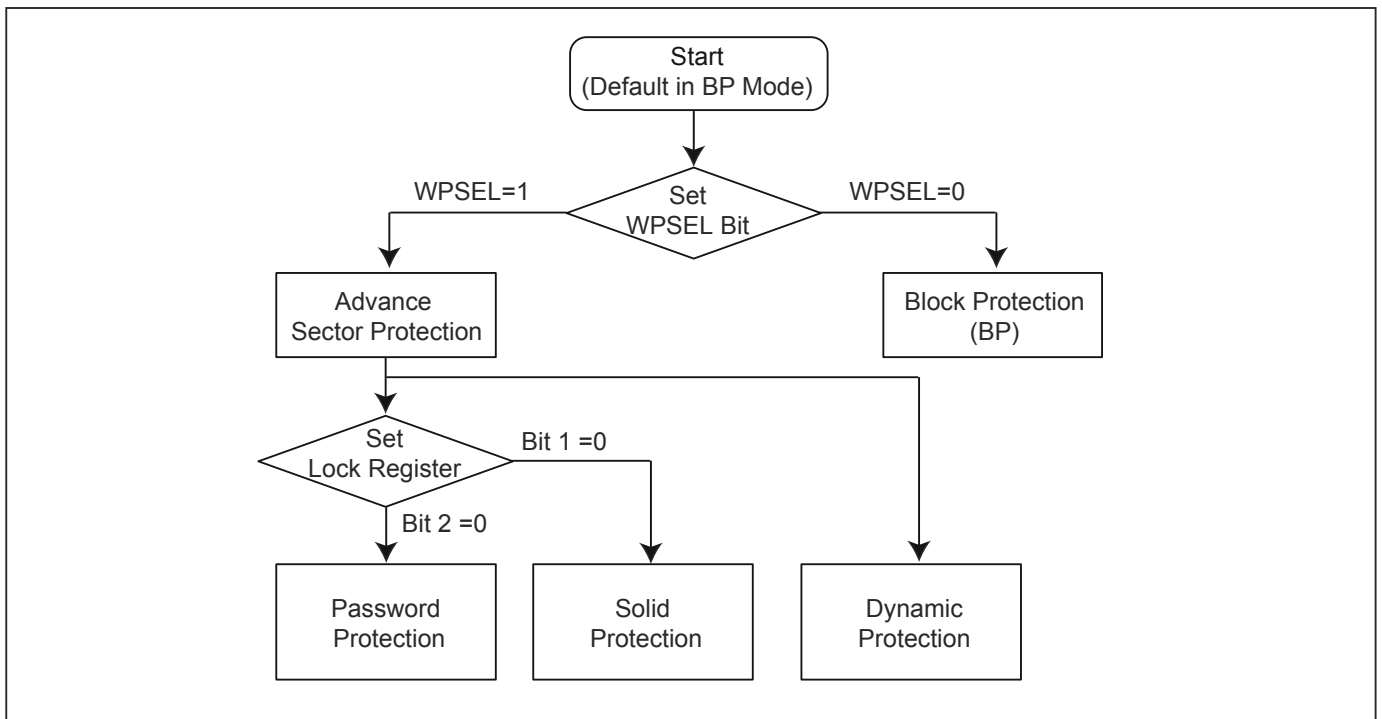 Start
(Default in BP Mode)
WPSEL=1
Set
WPSEL Bit
WPSEL=0
Advance
Sector Protection
Block Protection
(BP)
Set
Lock Register
Bit 1 =0
Bit 2 =0
Password
Protection
Solid
Protection
Dynamic
Protection